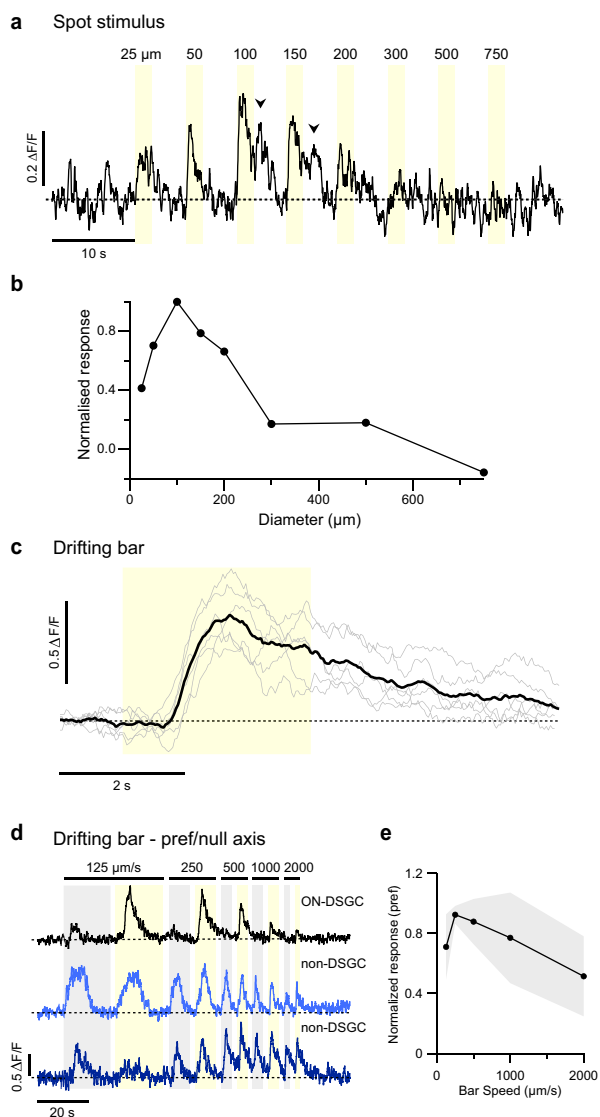 a Spot stimulus
25 µm 50 100 150 200 300 500 750
0.2 ΔF/F
10 s
b
Normalised response
0.8
0.4
0.0
0 200 400 600
Diameter (µm)
c Drifting bar
0.5 ΔF/F
2 s
d Drifting bar - pref/null axis
125 µm/s 250 500 1000 2000
ON-DSGC
non-DSGC
non-DSGC
0.5 ΔF/F
20 s
e
Normalized response (pref)
1.2
0.8
0.4
0
0 1000 2000
Bar Speed (µm/s)